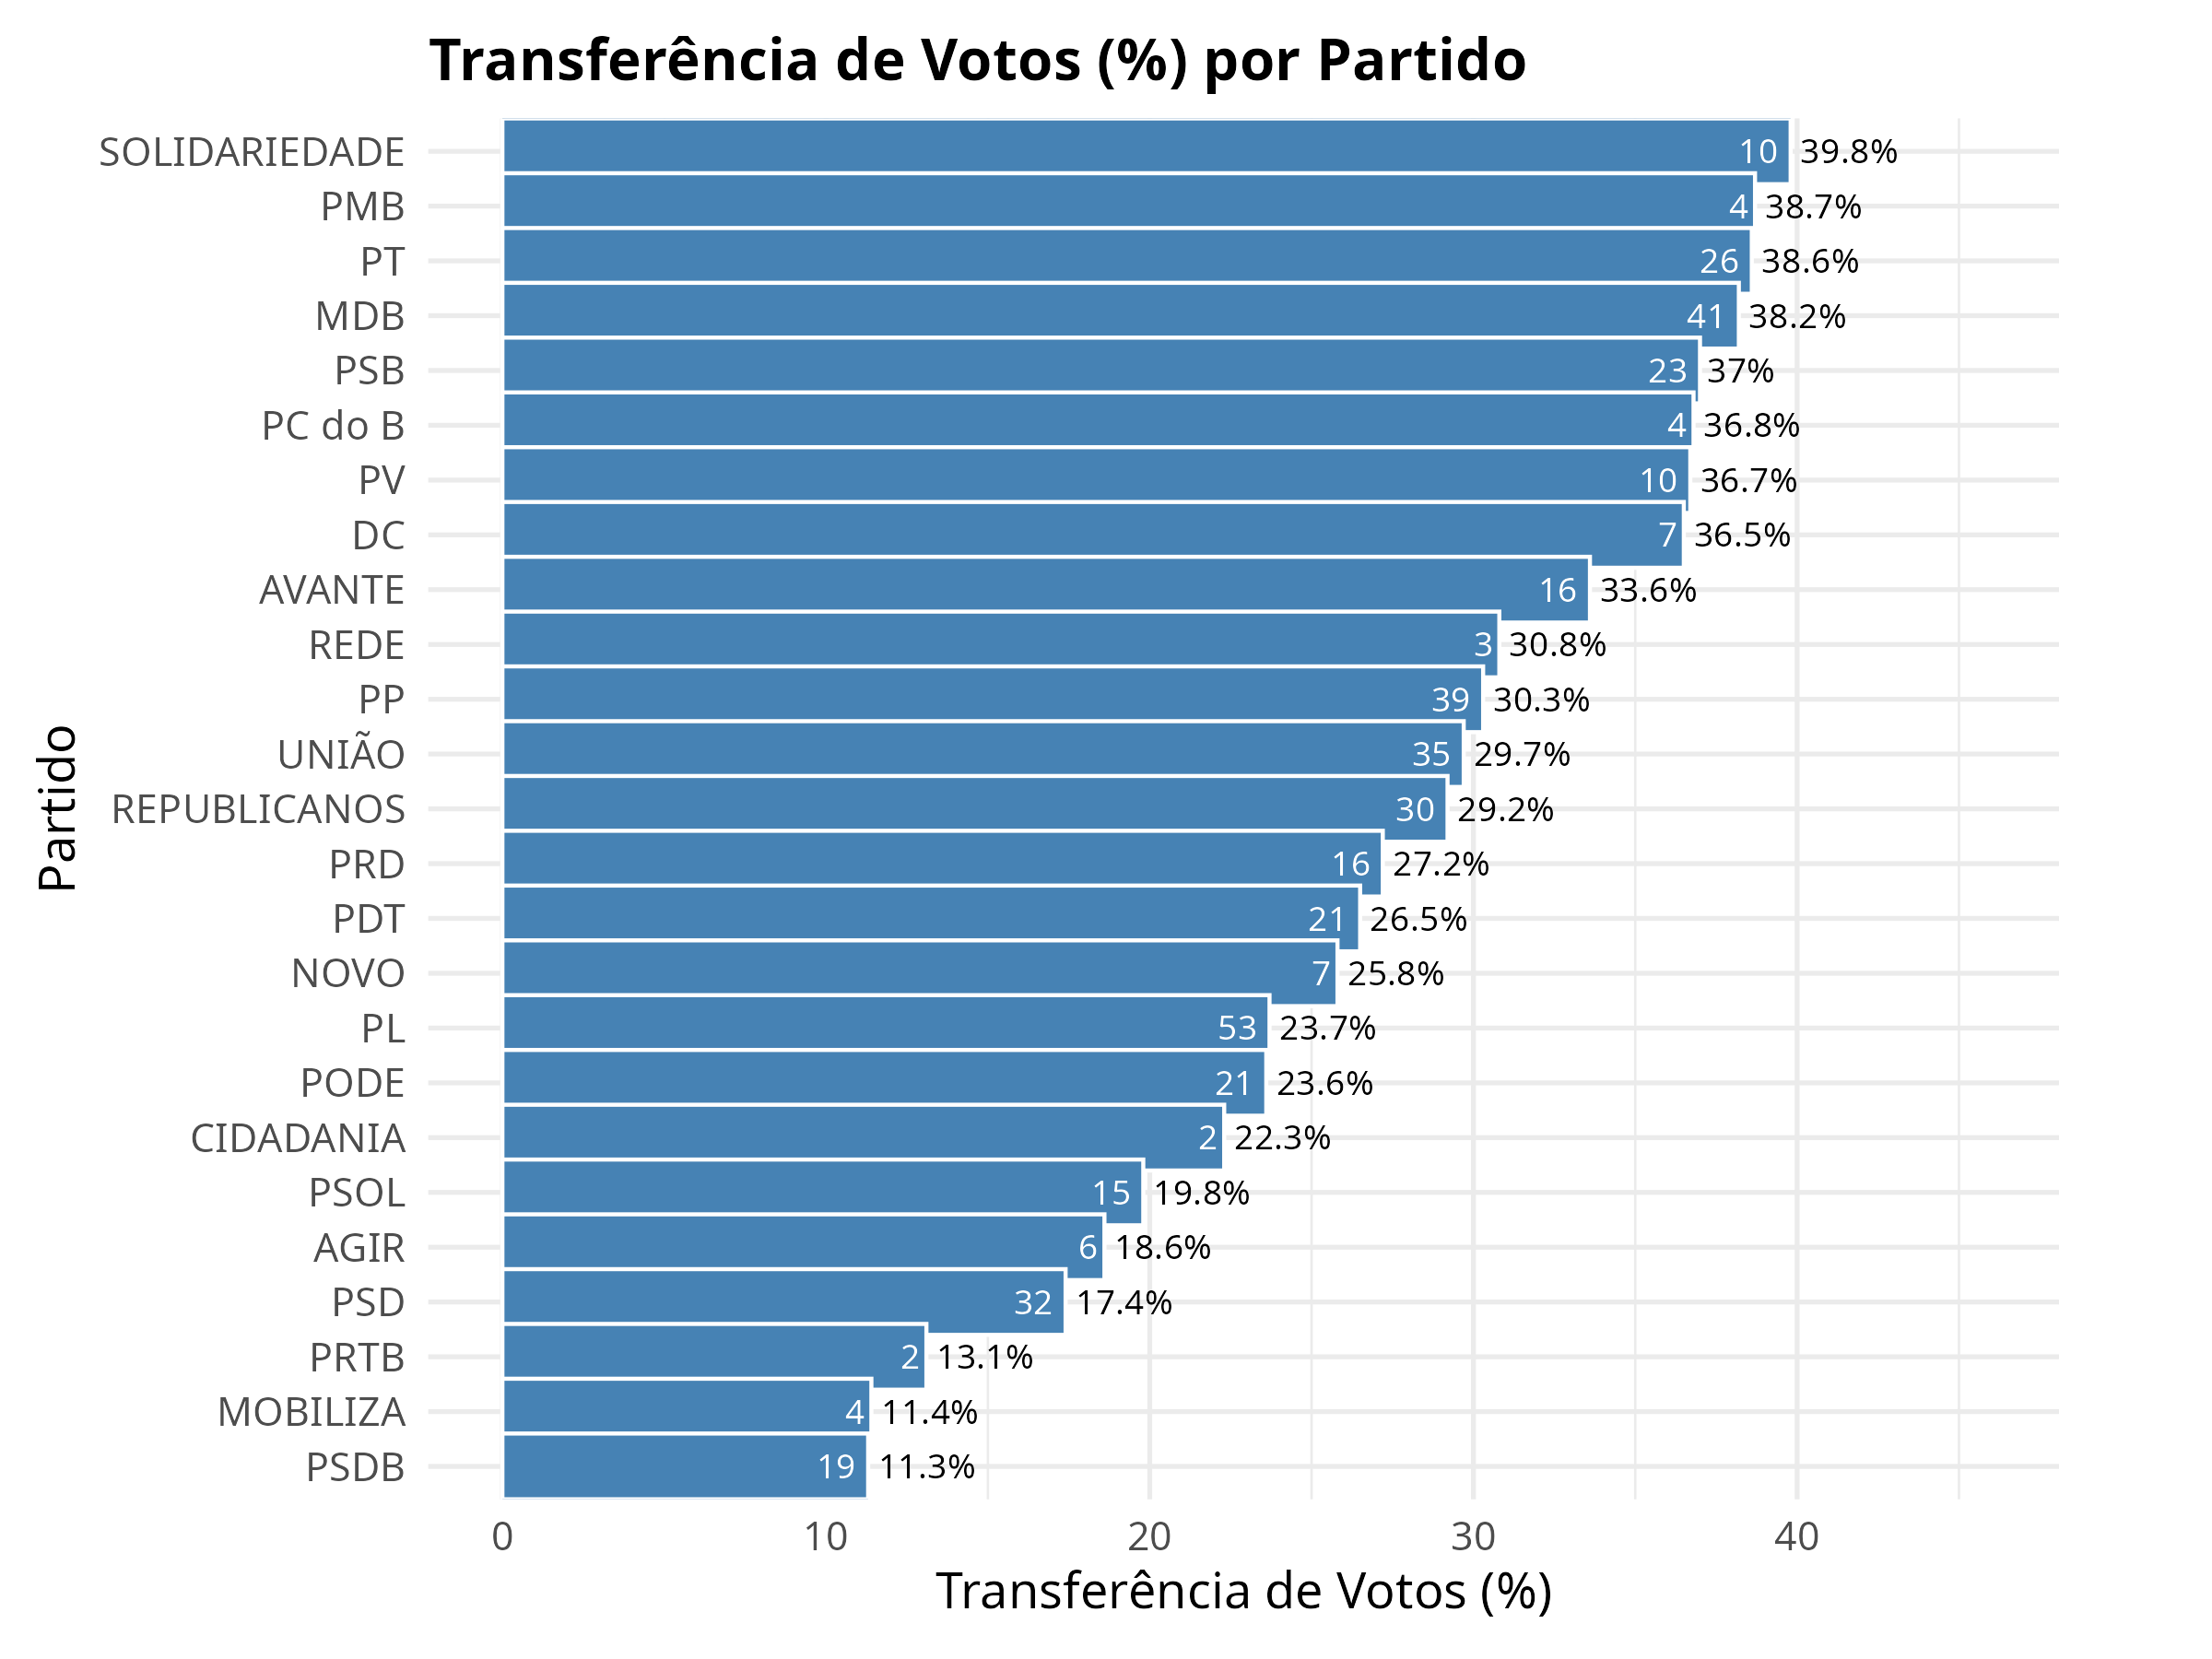 Transferência de Votos (%) por Partido
SOLIDARIEDADE 10 39.8%
PMB 4 38.7%
PT 26 38.6%
MDB 41 38.2%
PSB 23 37%
PC do B 4 36.8%
PV 10 36.7%
DC 7 36.5%
AVANTE 16 33.6%
REDE 3 30.8%
PP 39 30.3%
UNIÃO 35 29.7%
REPUBLICANOS 30 29.2%
PRD 16 27.2%
PDT 21 26.5%
NOVO 7 25.8%
PL 53 23.7%
PODE 21 23.6%
CIDADANIA 2 22.3%
PSOL 15 19.8%
AGIR 6 18.6%
PSD 32 17.4%
PRTB 2 13.1%
MOBILIZA 4 11.4%
PSDB 19 11.3%
Partido
0 10 20 30 40
Transferência de Votos (%)